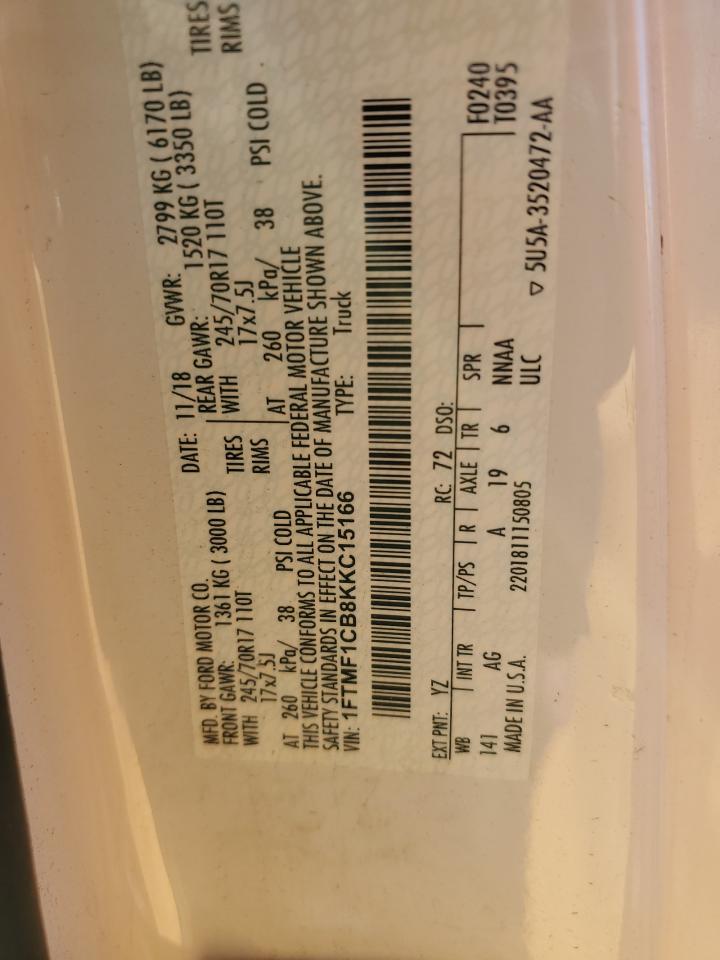 MFD. BY FORD MOTOR CO.
DATE: 11/18 GVWR: 2799 KG ( 6170 LB)
FRONT GAWR: 1361 KG ( 3000 LB) REAR GAWR: 1520 KG ( 3350 LB)
WITH 245/70R17 110T TIRES WITH 245/70R17 110T TIRES
17x7.5J RIMS 17x7.5J RIMS
AT 260 kPa/ 38 PSI COLD AT 260 kPa/ 38 PSI COLD
THIS VEHICLE CONFORMS TO ALL APPLICABLE FEDERAL MOTOR VEHICLE
SAFETY STANDARDS IN EFFECT ON THE DATE OF MANUFACTURE SHOWN ABOVE.
VIN: 1FTMF1CB8KKC15166 TYPE: Truck
EXT PNT: YZ RC: 72 DSO: F0240
WB INT TR TP/PS R AXLE TR SPR T0395
141 AG A 19 6 NNAA
MADE IN U.S.A. 2201811150805 ULC
▽ 5U5A-3520472-AA